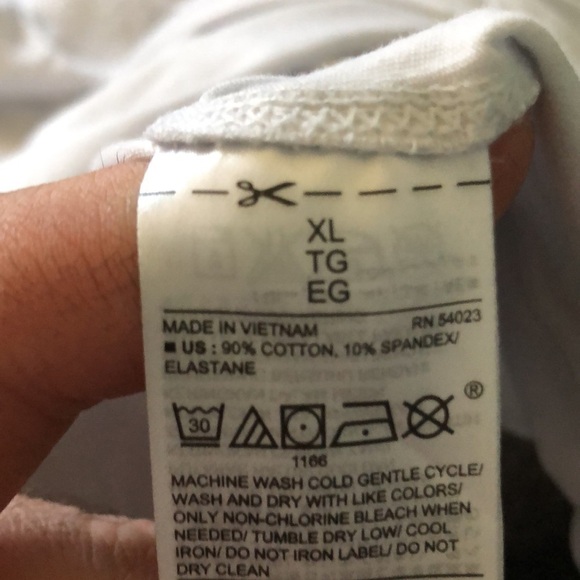 XL
TG
EG
MADE IN VIETNAM RN 54023
■ US : 90% COTTON, 10% SPANDEX/
ELASTANE
30 ®
1166
MACHINE WASH COLD GENTLE CYCLE/
WASH AND DRY WITH LIKE COLORS/
ONLY NON-CHLORINE BLEACH WHEN
NEEDED/ TUMBLE DRY LOW/ COOL
IRON/ DO NOT IRON LABEL/ DO NOT
DRY CLEAN